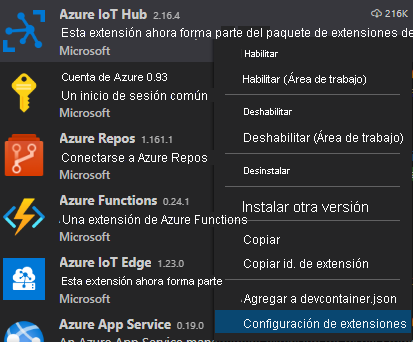 Azure IoT Hub 2.16.4 216K
Esta extensión ahora forma parte del paquete de extensiones de
Microsoft
Cuenta de Azure 0.93
Un inicio de sesión común
Microsoft
Azure Repos 1.161.1
Conectarse a Azure Repos
Microsoft
Azure Functions 0.24.1
Una extensión de Azure Functions
Microsoft
Azure IoT Edge 1.23.0
Esta extensión ahora forma parte
Microsoft
Azure App Service 0.19.0
An Azure App Service mana
Habilitar
Habilitar (Área de trabajo)
Deshabilitar
Deshabilitar (Área de trabajo)
Desinstalar
Instalar otra versión
Copiar
Copiar id. de extensión
Agregar a devcontainer.json
Configuración de extensiones